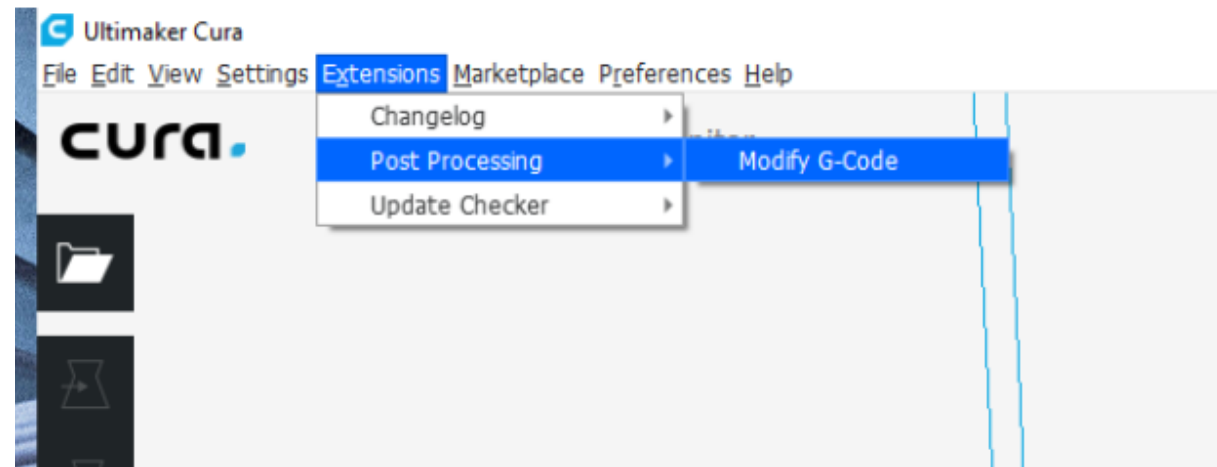 Ultimaker Cura
File Edit View Settings Extensions Marketplace Preferences Help
cura.
Changelog
Post Processing
Modify G-Code
Update Checker